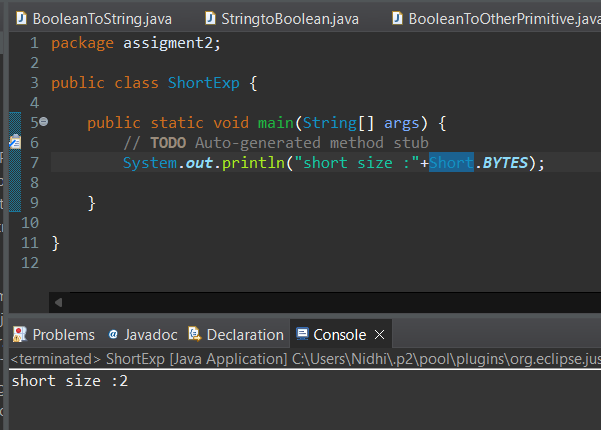 BooleanToString.java StringtoBoolean.java BooleanToOtherPrimitive.java
1 package assigment2;
2
3 public class ShortExp {
4
5 public static void main(String[] args) {
6 // TODO Auto-generated method stub
7 System.out.println("short size :"+Short.BYTES);
8
9 }
10
11 }
12
Problems @ Javadoc Declaration Console
<terminated> ShortExp [Java Application] C:\Users\Nidhi\.p2\pool\plugins\org.eclipse.jus
short size :2